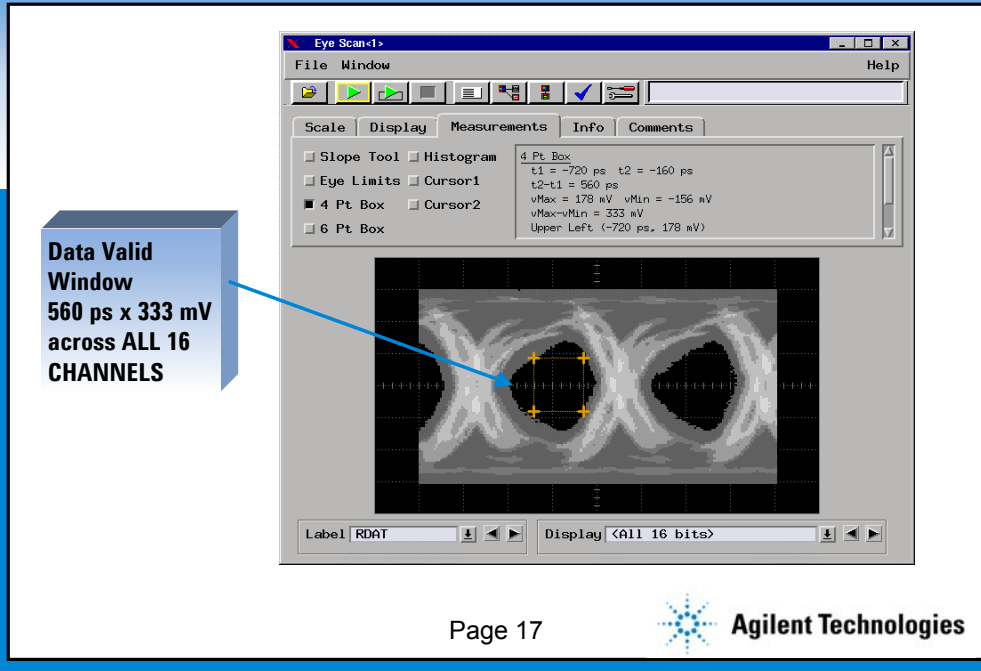 Eye Scan<1>
File Window Help
Scale Display Measurements Info Comments
Slope Tool Histogram
Eye Limits Cursor1
4 Pt Box Cursor2
6 Pt Box
4 Pt Box
t1 = -720 ps t2 = -160 ps
t2-t1 = 560 ps
vMax = 178 mV vMin = -156 mV
vMax-vMin = 333 mV
Upper Left (-720 ps, 178 mV)
Data Valid
Window
560 ps x 333 mV
across ALL 16
CHANNELS
Label RDAT Display <All 16 bits>
Page 17
Agilent Technologies